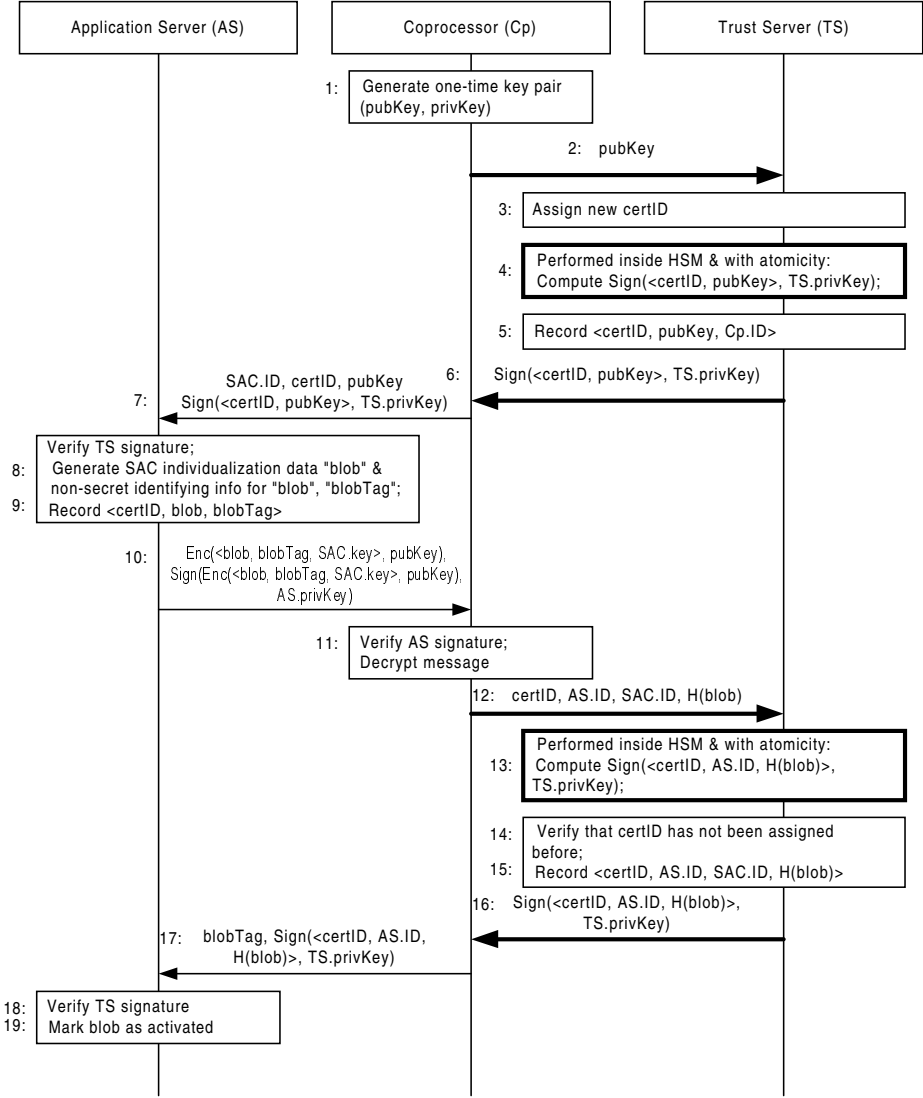 Application Server (AS)
Coprocessor (Cp)
Trust Server (TS)
1:
Generate one-time key pair
(pubKey, privKey)
2: pubKey
3:
Assign new certID
4:
Performed inside HSM & with atomicity:
Compute Sign(<certID, pubKey>, TS.privKey);
5:
Record <certID, pubKey, Cp.ID>
6:
Sign(<certID, pubKey>, TS.privKey)
7:
SAC.ID, certID, pubKey
Sign(<certID, pubKey>, TS.privKey)
Verify TS signature;
8:
Generate SAC individualization data "blob" &
non-secret identifying info for "blob", "blobTag";
9:
Record <certID, blob, blobTag>
10:
Enc(<blob, blobTag, SAC.key>, pubKey),
Sign(Enc(<blob, blobTag, SAC.key>, pubKey),
AS.privKey)
11:
Verify AS signature;
Decrypt message
12: certID, AS.ID, SAC.ID, H(blob)
13:
Performed inside HSM & with atomicity:
Compute Sign(<certID, AS.ID, H(blob)>,
TS.privKey);
14:
Verify that certID has not been assigned
before;
15:
Record <certID, AS.ID, SAC.ID, H(blob)>
16: Sign(<certID, AS.ID, H(blob)>,
TS.privKey)
17: blobTag, Sign(<certID, AS.ID,
H(blob)>, TS.privKey)
18:
Verify TS signature
19:
Mark blob as activated